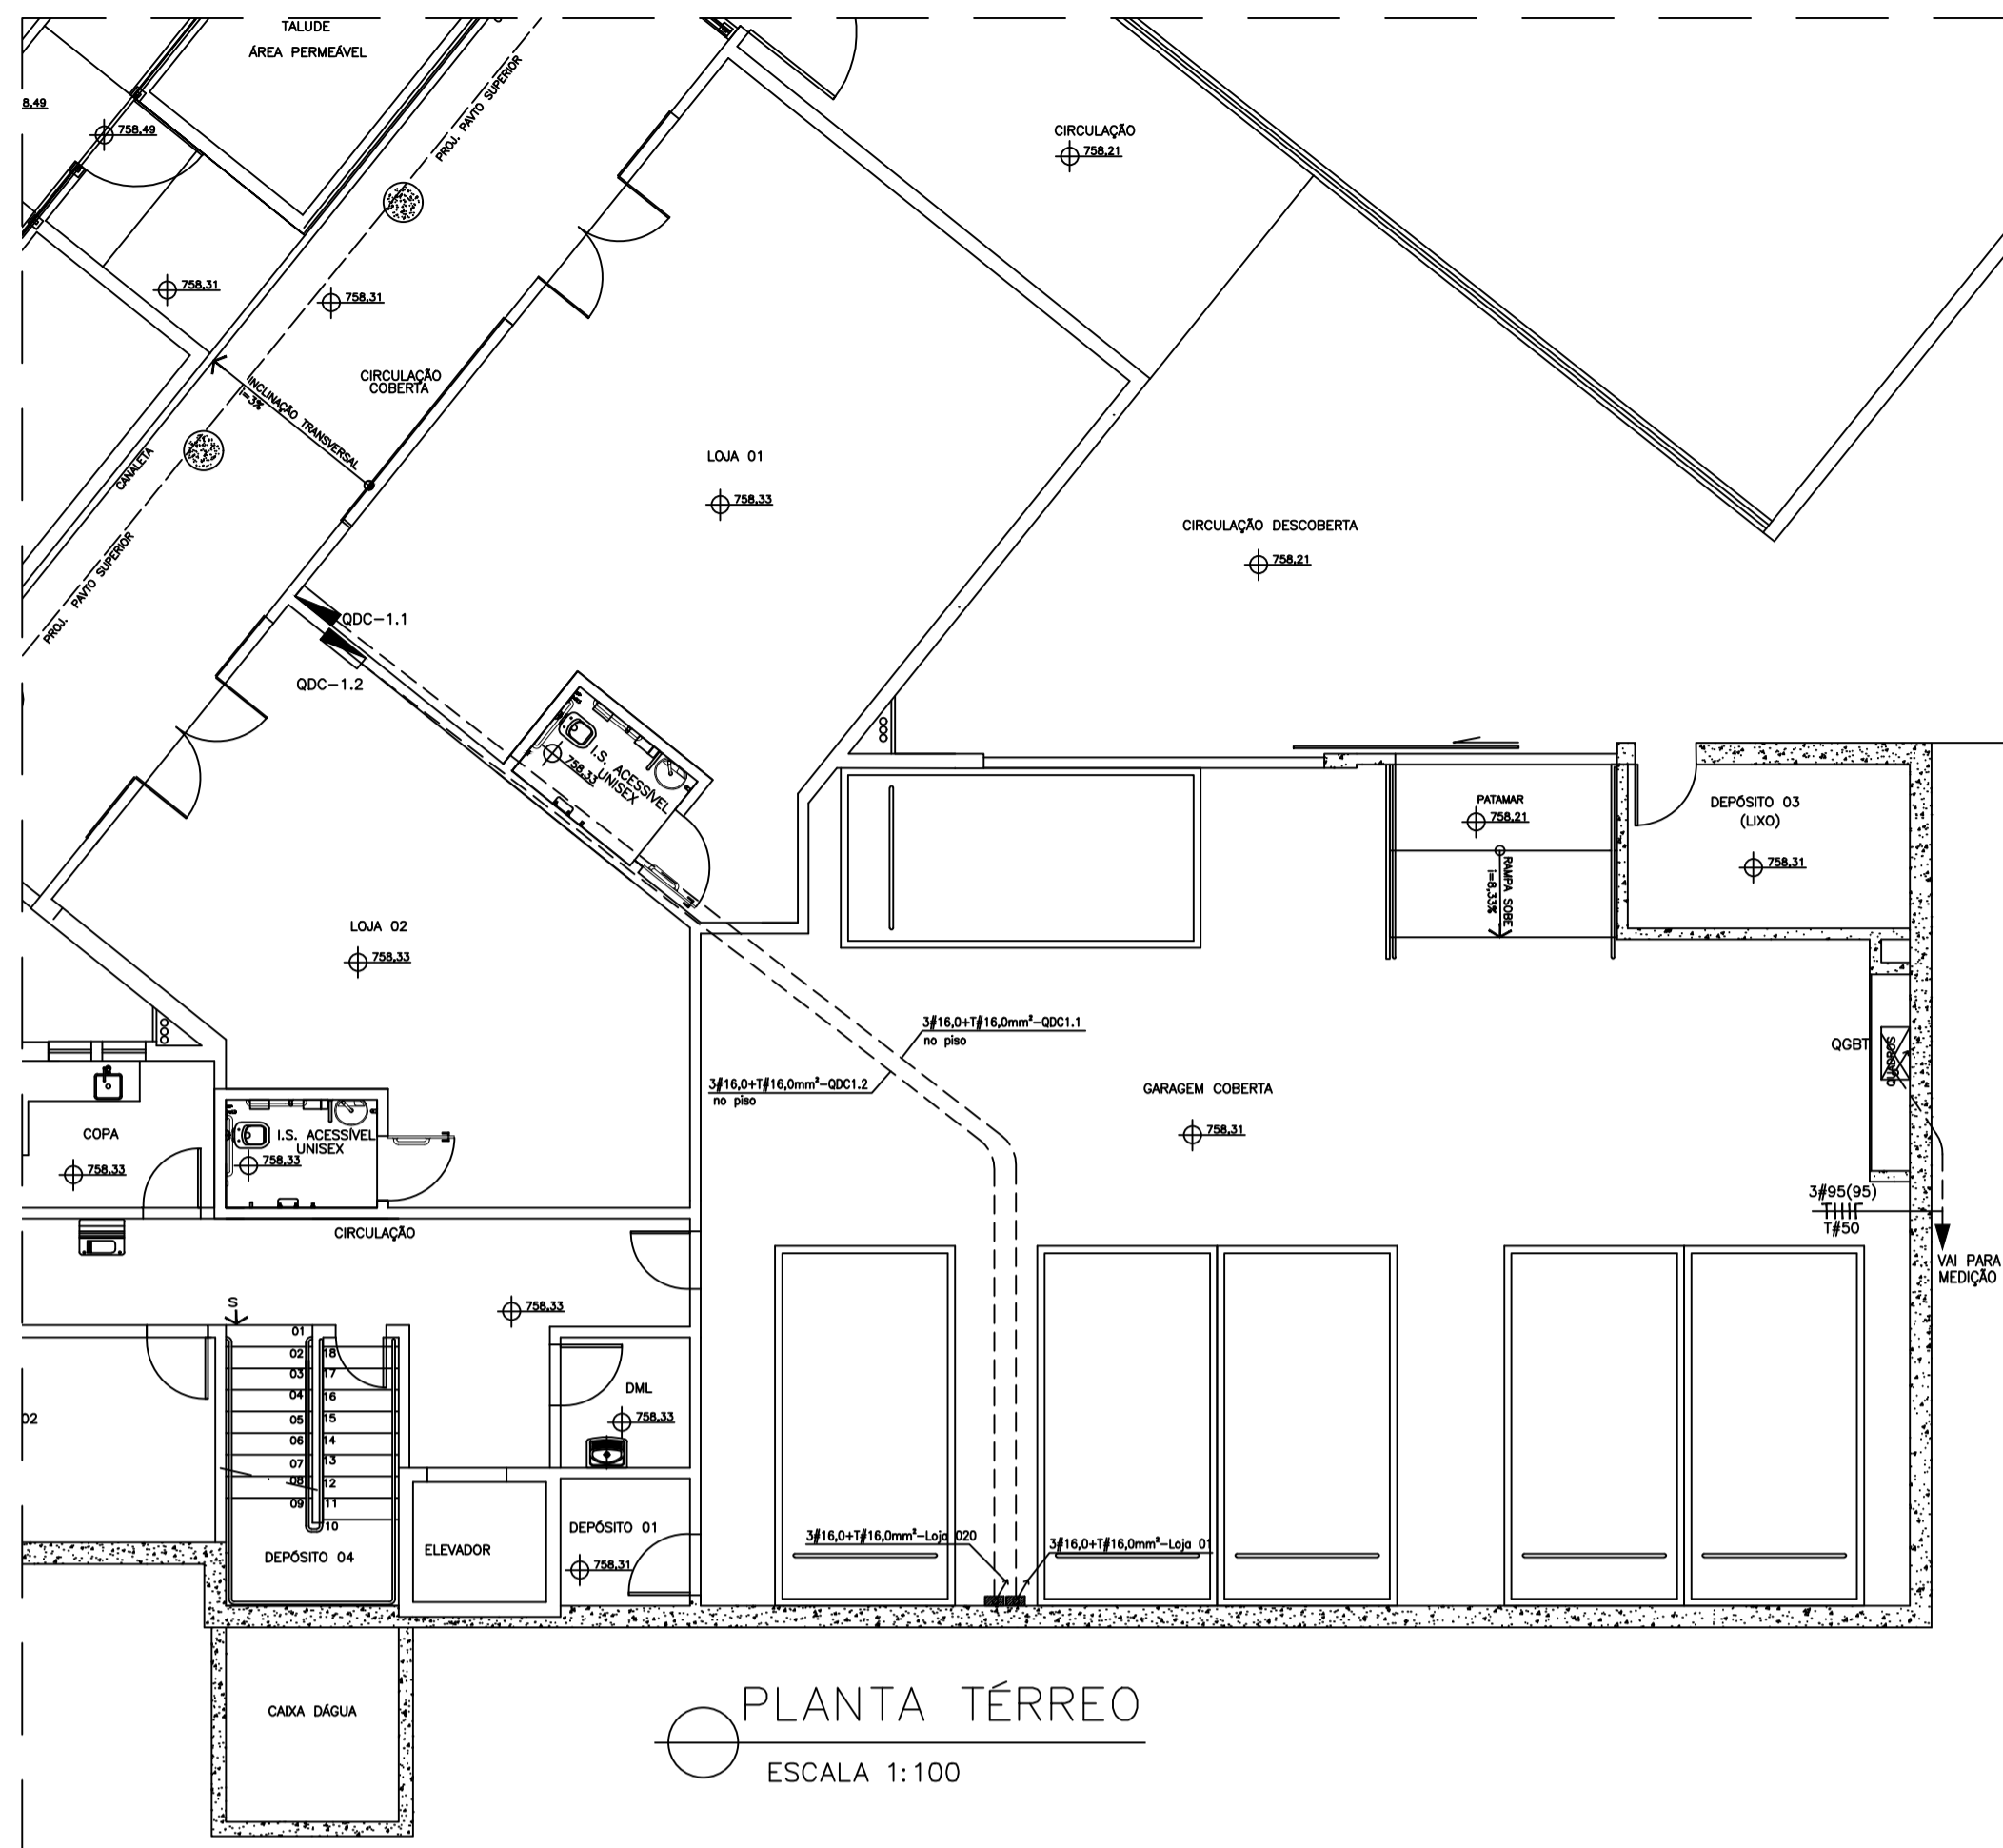 TALUDE
ÁREA PERMEÁVEL
8,49
758,49
PROJ. PAVTO SUPERIOR
CIRCULAÇÃO
758,21
758,31
758,31
CIRCULAÇÃO
COBERTA
INCLINAÇÃO TRANSVERSAL
i=3%
CANALETA
PROJ. PAVTO SUPERIOR
LOJA 01
758,33
CIRCULAÇÃO DESCOBERTA
758,21
QDC-1.1
QDC-1.2
I.S. ACESSÍVEL
UNISEX
758,33
PATAMAR
758,21
RAMPA SOBE
i=8,33%
DEPÓSITO 03
(LIXO)
758,31
LOJA 02
758,33
3#16,0+T#16,0mm²-QDC1.1
no piso
3#16,0+T#16,0mm²-QDC1.2
no piso
GARAGEM COBERTA
758,31
QGBT
QUADROS
COPA
758,33
I.S. ACESSÍVEL
UNISEX
758,33
3#95(95)
T#50
VAI PARA
MEDIÇÃO
CIRCULAÇÃO
758,33
S
01
02
03
04
05
06
07
08
09
18
17
16
15
14
13
12
11
10
02
DML
758,33
DEPÓSITO 04
ELEVADOR
DEPÓSITO 01
758,31
3#16,0+T#16,0mm²-Loja 020
3#16,0+T#16,0mm²-Loja 01
CAIXA DÁGUA
PLANTA TÉRREO
ESCALA 1:100